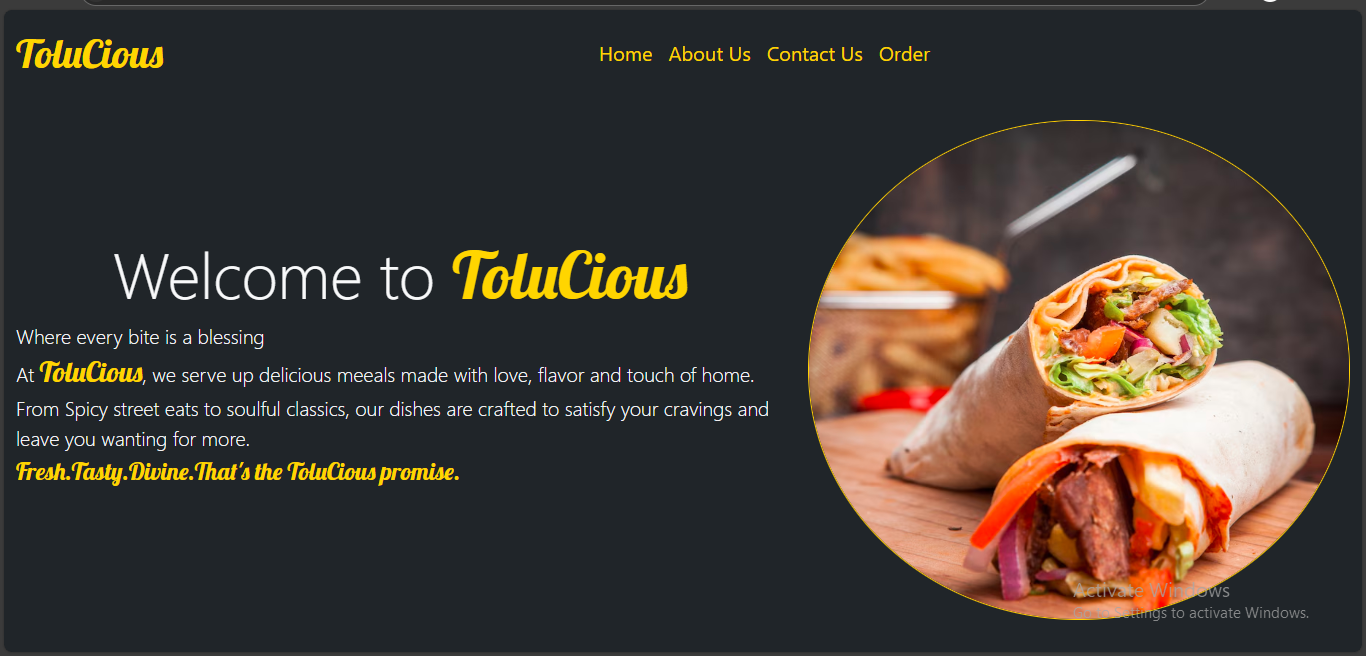 ToluCious
Home About Us Contact Us Order
Welcome to ToluCious
Where every bite is a blessing
At ToluCious, we serve up delicious meeals made with love, flavor and touch of home.
From Spicy street eats to soulful classics, our dishes are crafted to satisfy your cravings and
leave you wanting for more.
Fresh.Tasty.Divine.That's the ToluCious promise.
Activate Windows
Go to Settings to activate Windows.